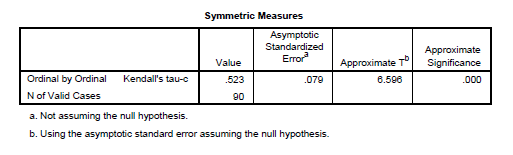 Symmetric Measures
Value Asymptotic Standardized Error^a Approximate T^b Approximate Significance
Ordinal by Ordinal Kendall's tau-c .523 .079 6.596 .000
N of Valid Cases 90
a. Not assuming the null hypothesis.
b. Using the asymptotic standard error assuming the null hypothesis.